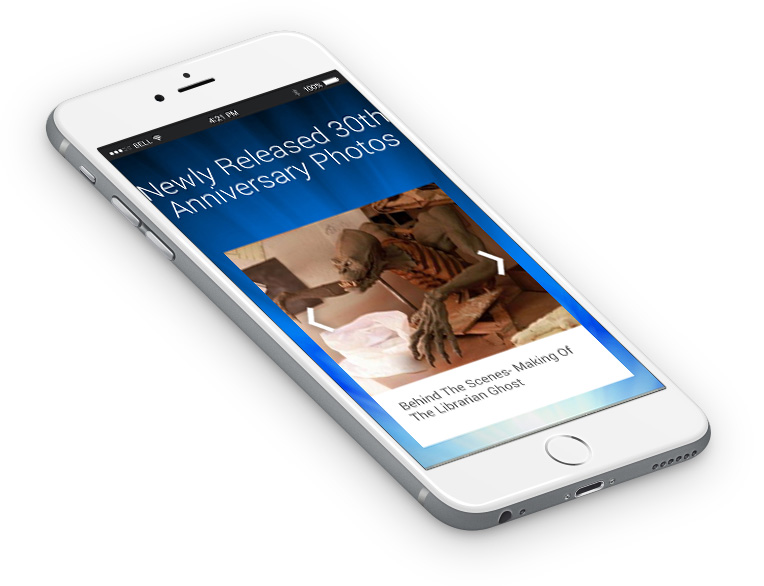 BELL 4:21 PM 100%
Newly Released 30th
Anniversary Photos
Behind The Scenes- Making Of
The Librarian Ghost